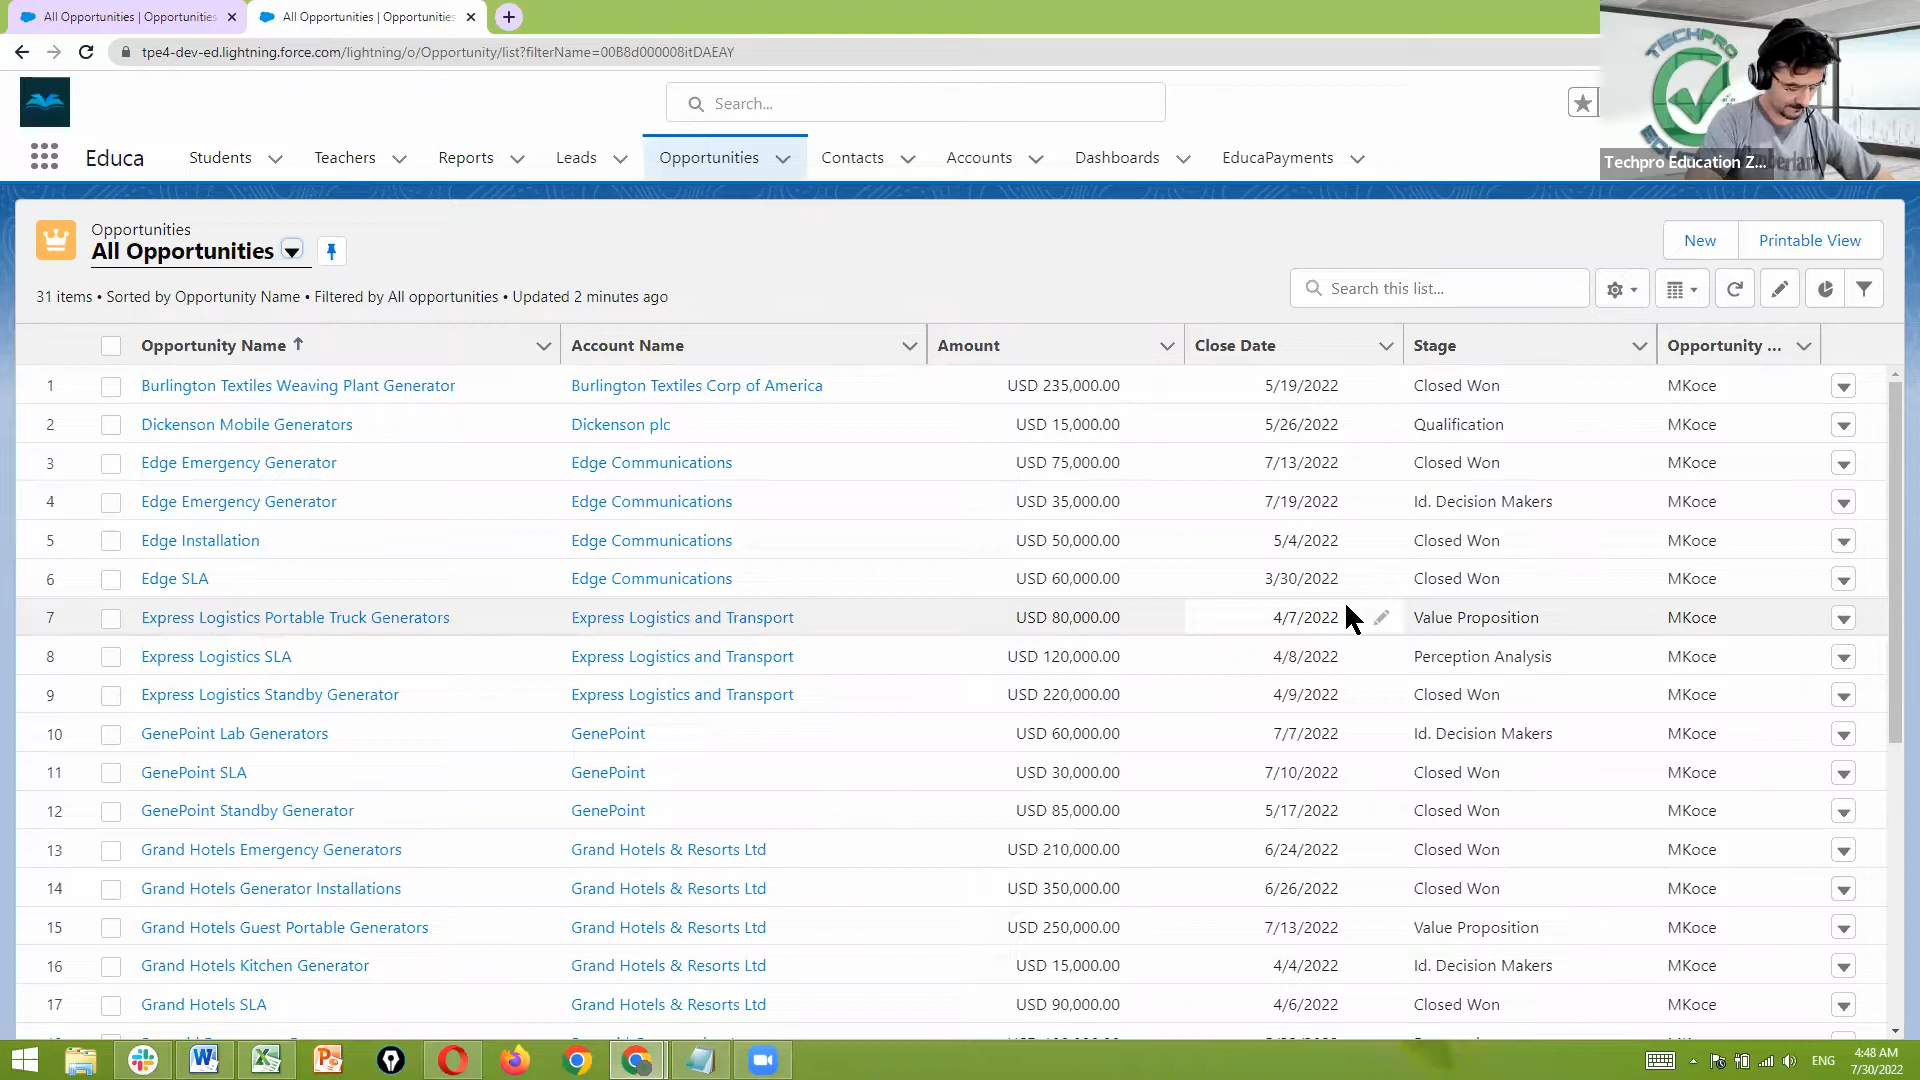 All Opportunities | Opportunities
All Opportunities | Opportunities
tpe4-dev-ed.lightning.force.com/lightning/o/Opportunity/list?filterName=00B8d000008itDAEAY
Search...
TECHPRO
Techpro Education Z...
Educa
Students
Teachers
Reports
Leads
Opportunities
Contacts
Accounts
Dashboards
EducaPayments
Opportunities
All Opportunities
New
Printable View
31 items • Sorted by Opportunity Name • Filtered by All opportunities • Updated 2 minutes ago
Search this list...
Opportunity Name ↑ Account Name Amount Close Date Stage Opportunity ...
1 Burlington Textiles Weaving Plant Generator Burlington Textiles Corp of America USD 235,000.00 5/19/2022 Closed Won MKoce
2 Dickenson Mobile Generators Dickenson plc USD 15,000.00 5/26/2022 Qualification MKoce
3 Edge Emergency Generator Edge Communications USD 75,000.00 7/13/2022 Closed Won MKoce
4 Edge Emergency Generator Edge Communications USD 35,000.00 7/19/2022 Id. Decision Makers MKoce
5 Edge Installation Edge Communications USD 50,000.00 5/4/2022 Closed Won MKoce
6 Edge SLA Edge Communications USD 60,000.00 3/30/2022 Closed Won MKoce
7 Express Logistics Portable Truck Generators Express Logistics and Transport USD 80,000.00 4/7/2022 Value Proposition MKoce
8 Express Logistics SLA Express Logistics and Transport USD 120,000.00 4/8/2022 Perception Analysis MKoce
9 Express Logistics Standby Generator Express Logistics and Transport USD 220,000.00 4/9/2022 Closed Won MKoce
10 GenePoint Lab Generators GenePoint USD 60,000.00 7/7/2022 Id. Decision Makers MKoce
11 GenePoint SLA GenePoint USD 30,000.00 7/10/2022 Closed Won MKoce
12 GenePoint Standby Generator GenePoint USD 85,000.00 5/17/2022 Closed Won MKoce
13 Grand Hotels Emergency Generators Grand Hotels & Resorts Ltd USD 210,000.00 6/24/2022 Closed Won MKoce
14 Grand Hotels Generator Installations Grand Hotels & Resorts Ltd USD 350,000.00 6/26/2022 Closed Won MKoce
15 Grand Hotels Guest Portable Generators Grand Hotels & Resorts Ltd USD 250,000.00 7/13/2022 Value Proposition MKoce
16 Grand Hotels Kitchen Generator Grand Hotels & Resorts Ltd USD 15,000.00 4/4/2022 Id. Decision Makers MKoce
17 Grand Hotels SLA Grand Hotels & Resorts Ltd USD 90,000.00 4/6/2022 Closed Won MKoce
ENG
4:48 AM
7/30/2022